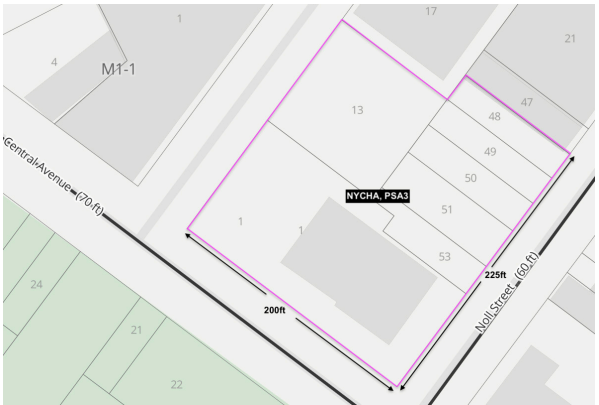 17
1
21
4
M1-1
47
13
48
49
Central Avenue (70 ft)
50
NYCHA, PSA3
51
1
1
53
225ft
Noll Street (60 ft)
24
200ft
21
22